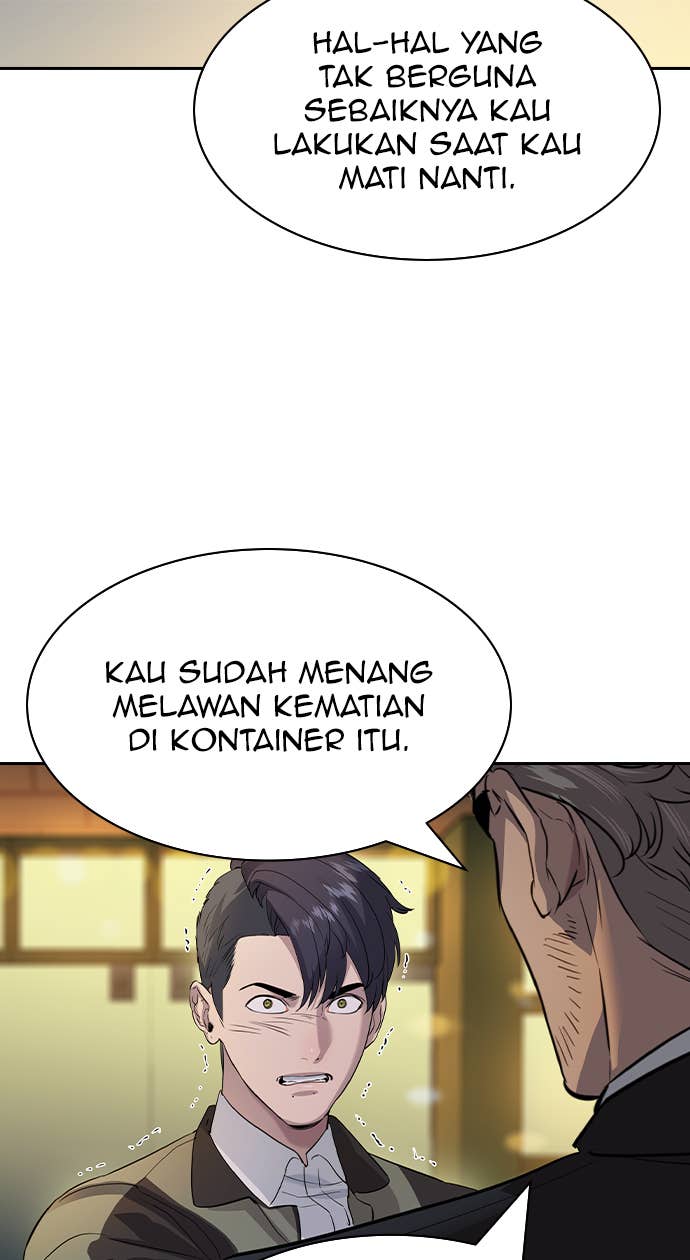 HAL-HAL YANG
TAK BERGUNA
SEBAIKNYA KAU
LAKUKAN SAAT KAU
MATI NANTI.
KAU SUDAH MENANG
MELAWAN KEMATIAN
DI KONTAINER ITU.